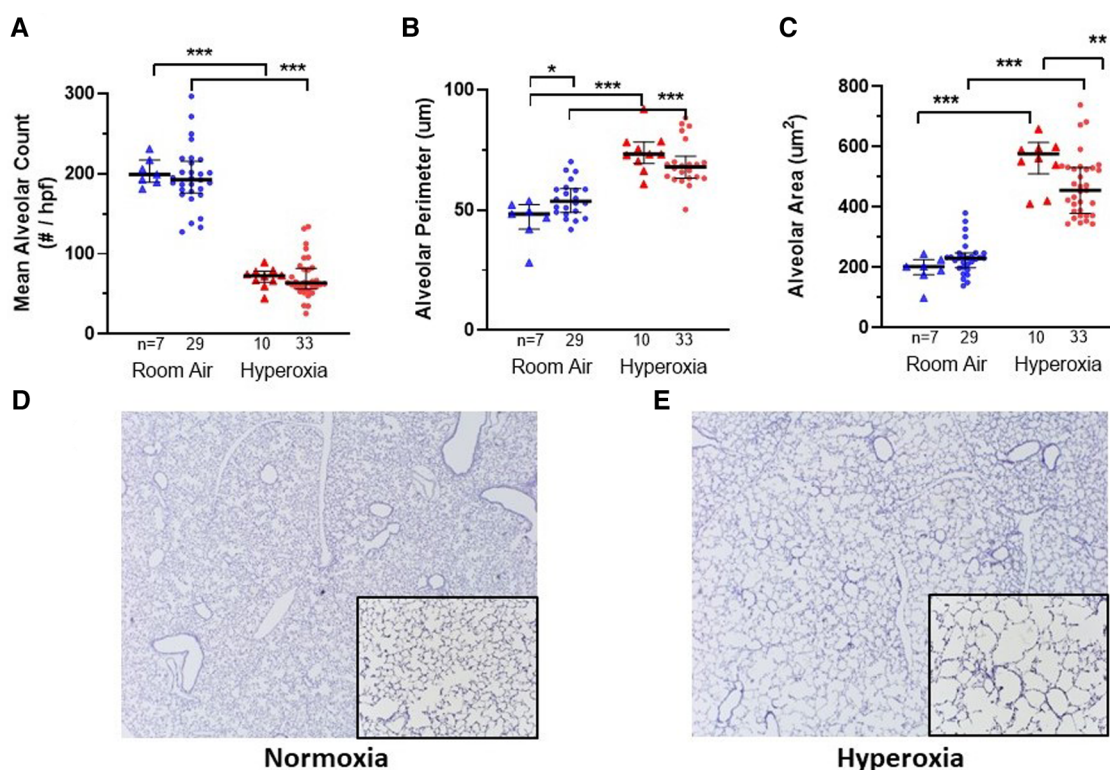 A
Mean Alveolar Count
(# / hpf)
300
200
100
0
***
***
n=7 29 10 33
Room Air Hyperoxia
B
Alveolar Perimeter (um)
100
50
0
*
***
***
n=7 29 10 33
Room Air Hyperoxia
C
Alveolar Area (um²)
800
600
400
200
0
**
***
***
n=7 29 10 33
Room Air Hyperoxia
D
Normoxia
E
Hyperoxia